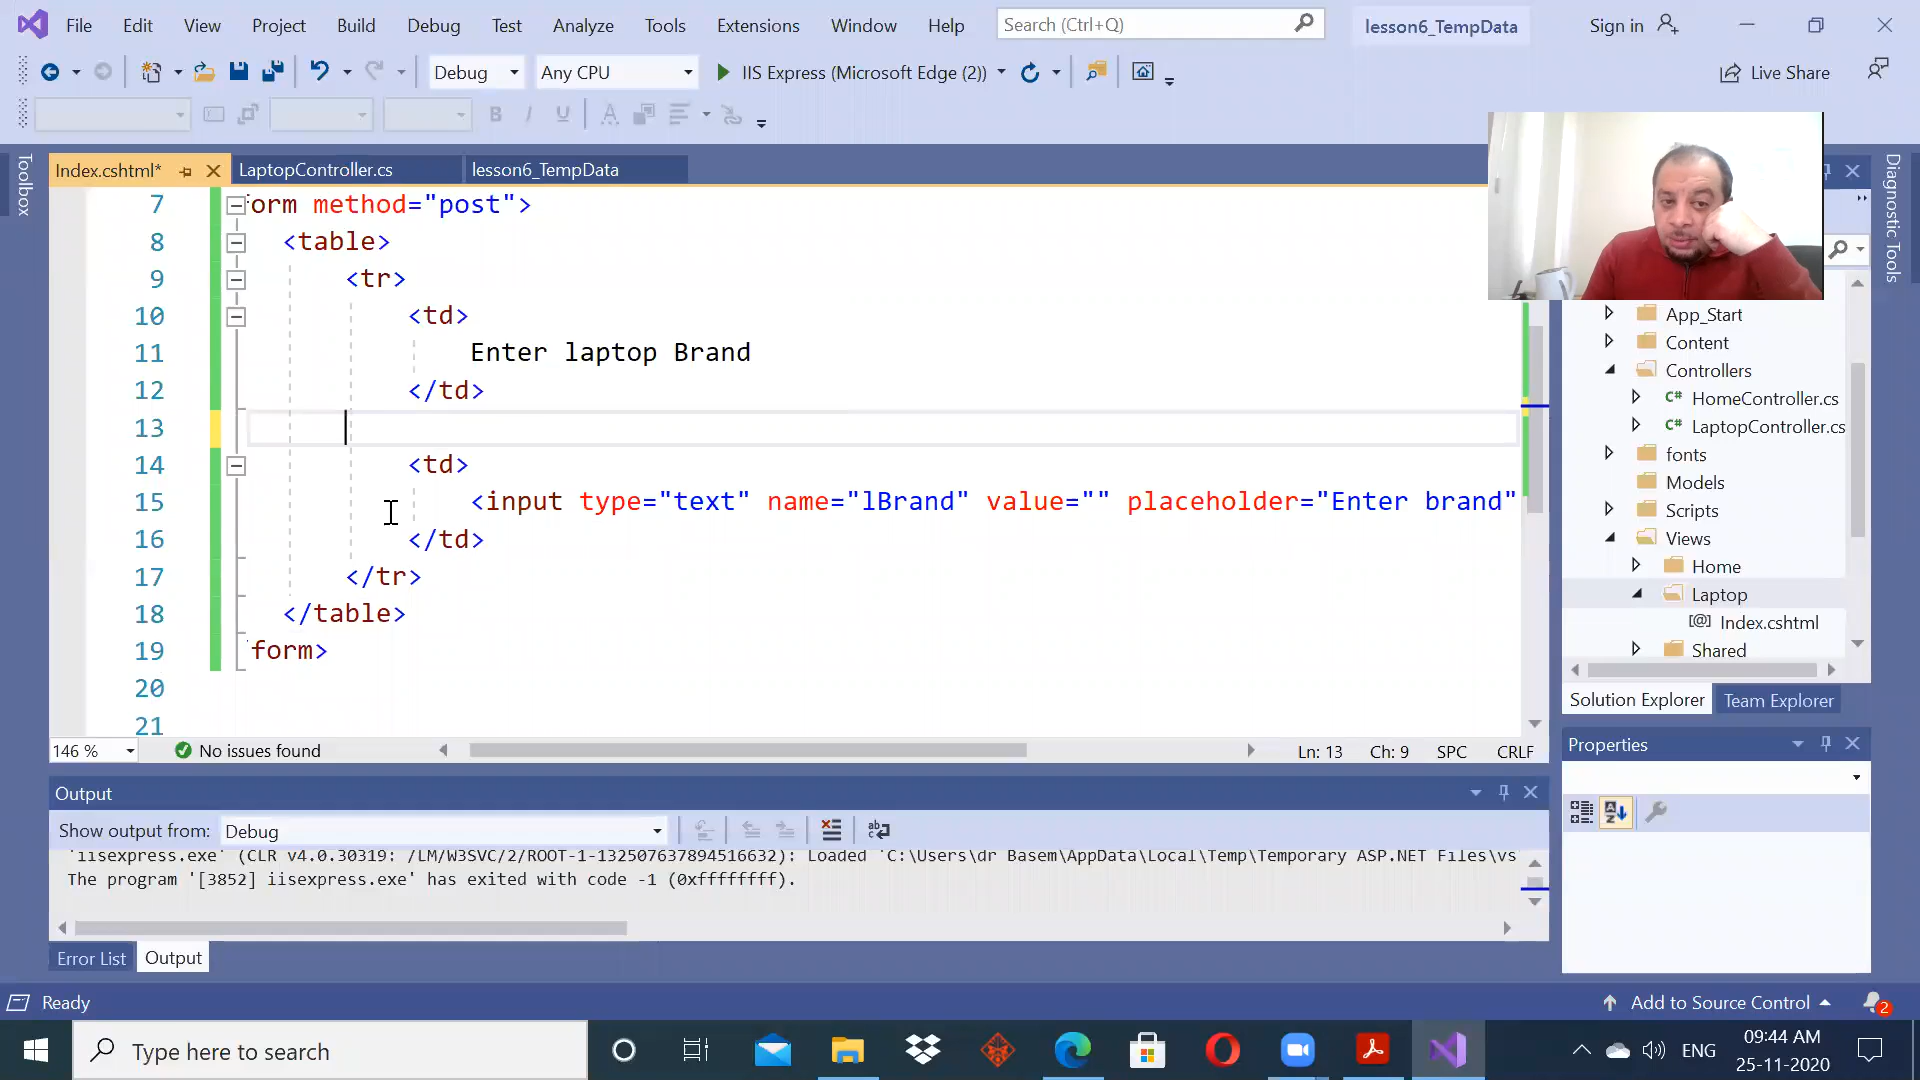 File Edit View Project Build Debug Test Analyze Tools Extensions Window Help Search (Ctrl+Q) lesson6_TempData Sign in
Debug Any CPU IIS Express (Microsoft Edge (2)) Live Share
Toolbox
Index.cshtml* LaptopController.cs lesson6_TempData
7 orm method="post">
8 <table>
9 <tr>
10 <td>
11 Enter laptop Brand
12 </td>
13
14 <td>
15 <input type="text" name="lBrand" value="" placeholder="Enter brand"
16 </td>
17 </tr>
18 </table>
19 form>
20
21
146 % No issues found Ln: 13 Ch: 9 SPC CRLF
Diagnostic Tools
App_Start
Content
Controllers
C# HomeController.cs
C# LaptopController.cs
fonts
Models
Scripts
Views
Home
Laptop
[@] Index.cshtml
Shared
Solution Explorer Team Explorer
Properties
Output
Show output from: Debug
'iisexpress.exe' (CLR v4.0.30319: /LM/W3SVC/2/ROOT-1-132507637894516632): Loaded 'C:\Users\dr Basem\AppData\Local\Temp\Temporary ASP.NET Files\vs
The program '[3852] iisexpress.exe' has exited with code -1 (0xffffffff).
Error List Output
Ready Add to Source Control 2
Type here to search ENG 09:44 AM
25-11-2020